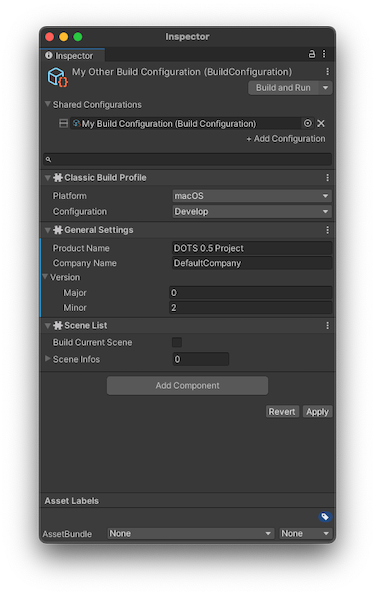 Inspector
Inspector
My Other Build Configuration (BuildConfiguration)
Build and Run
Shared Configurations
My Build Configuration (Build Configuration)
+ Add Configuration
Classic Build Profile
Platform macOS
Configuration Develop
General Settings
Product Name DOTS 0.5 Project
Company Name DefaultCompany
Version
Major 0
Minor 2
Scene List
Build Current Scene
Scene Infos 0
Add Component
Revert Apply
Asset Labels
AssetBundle None None